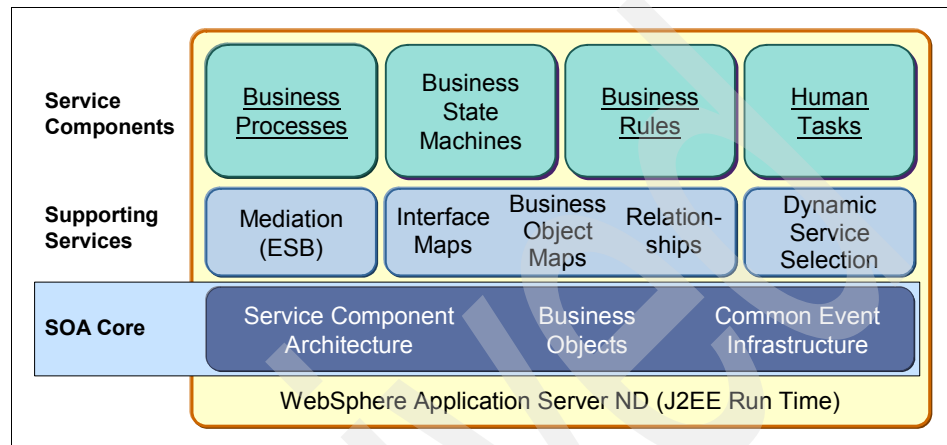 Service
Components
Business
Processes
Business
State
Machines
Business
Rules
Human
Tasks
Supporting
Services
Mediation
(ESB)
Interface
Maps
Business
Object
Maps
Relation-
ships
Dynamic
Service
Selection
SOA Core
Service Component
Architecture
Business
Objects
Common Event
Infrastructure
WebSphere Application Server ND (J2EE Run Time)